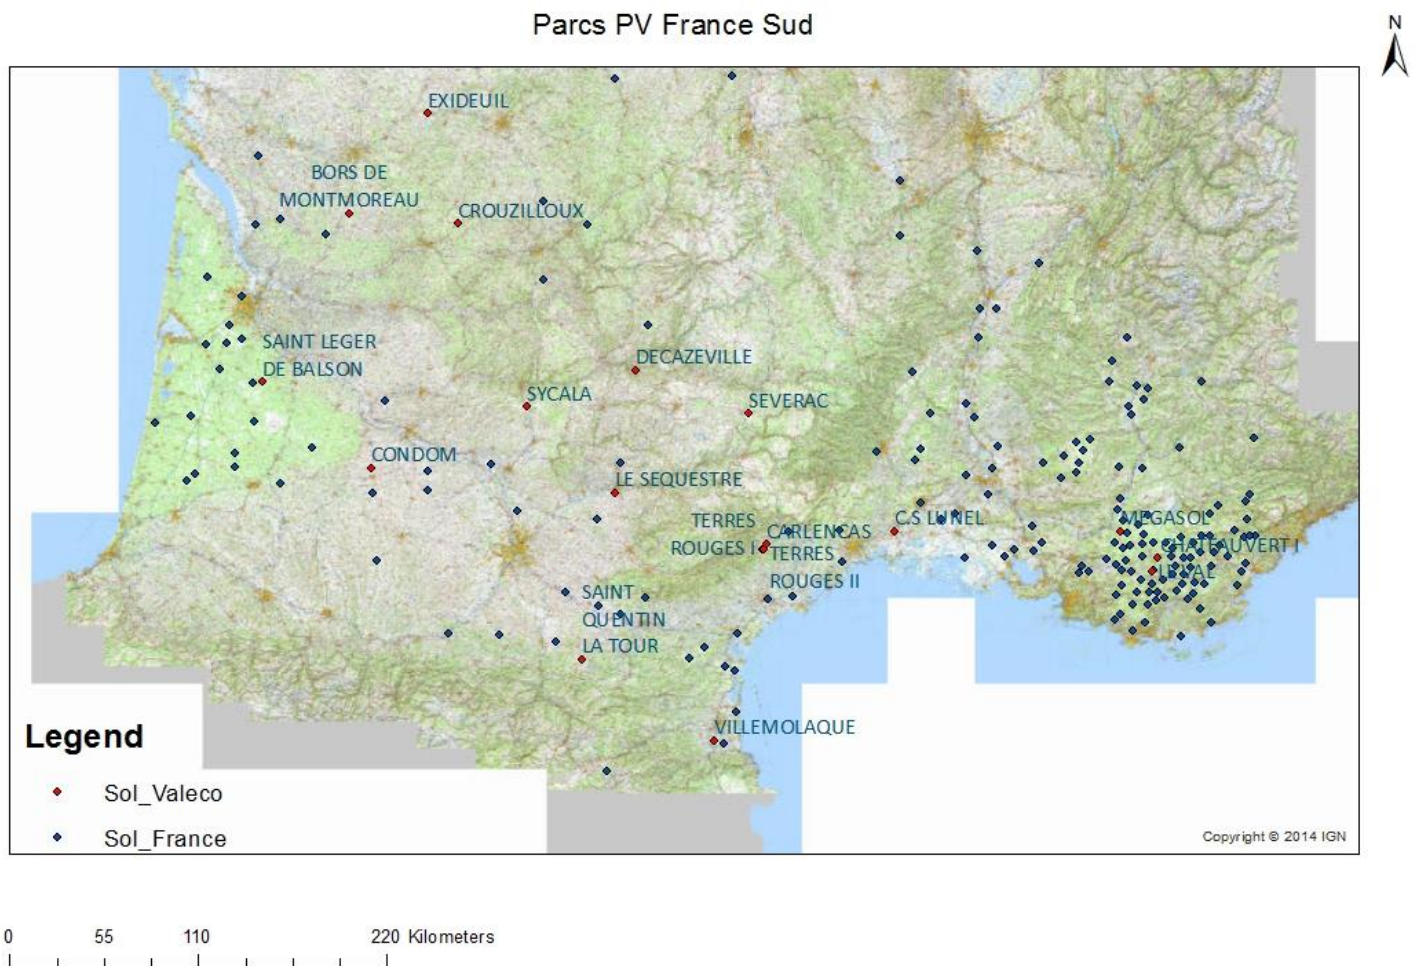 Parcs PV France Sud
N
EXIDEUIL
BORS DE
MONTMOREAU
CROUZILLOUX
SAINT LEGER
DE BALSON
DECAZEVILLE
SYCALA
SEVERAC
CONDOM
LE SEQUESTRE
TERRES
ROUGES I
CARLENCAS
TERRES
ROUGES II
C.S LUNEL
MEGASOL
CHATEAUVERT I
LE VAL
SAINT
QUENTIN
LA TOUR
VILLEMOLAQUE
Legend
Sol_Valeco
Sol_France
Copyright © 2014 IGN
0 55 110 220 Kilometers